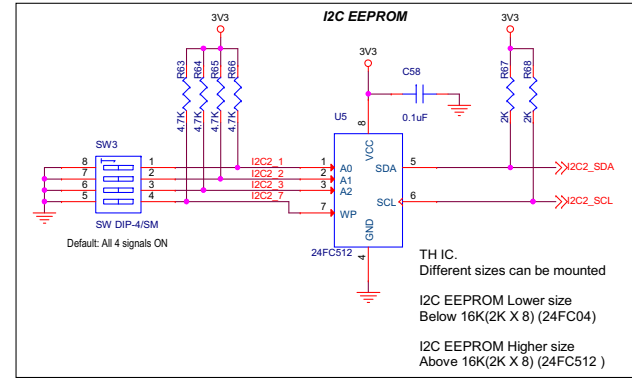 I2C EEPROM
3V3
3V3
3V3
R63
R64
R65
R66
R67
R68
4.7K
4.7K
4.7K
4.7K
2K
2K
C58
0.1uF
U5
SW3
8
7
6
5
1
2
3
4
I2C2_1
I2C2_2
I2C2_3
I2C2_7
1
2
3
7
A0
A1
A2
WP
8
VCC
SDA
SCL
GND
5
6
4
I2C2_SDA
I2C2_SCL
SW DIP-4/SM
Default: All 4 signals ON
24FC512
TH IC.
Different sizes can be mounted
I2C EEPROM Lower size
Below 16K(2K X 8) (24FC04)
I2C EEPROM Higher size
Above 16K(2K X 8) (24FC512 )